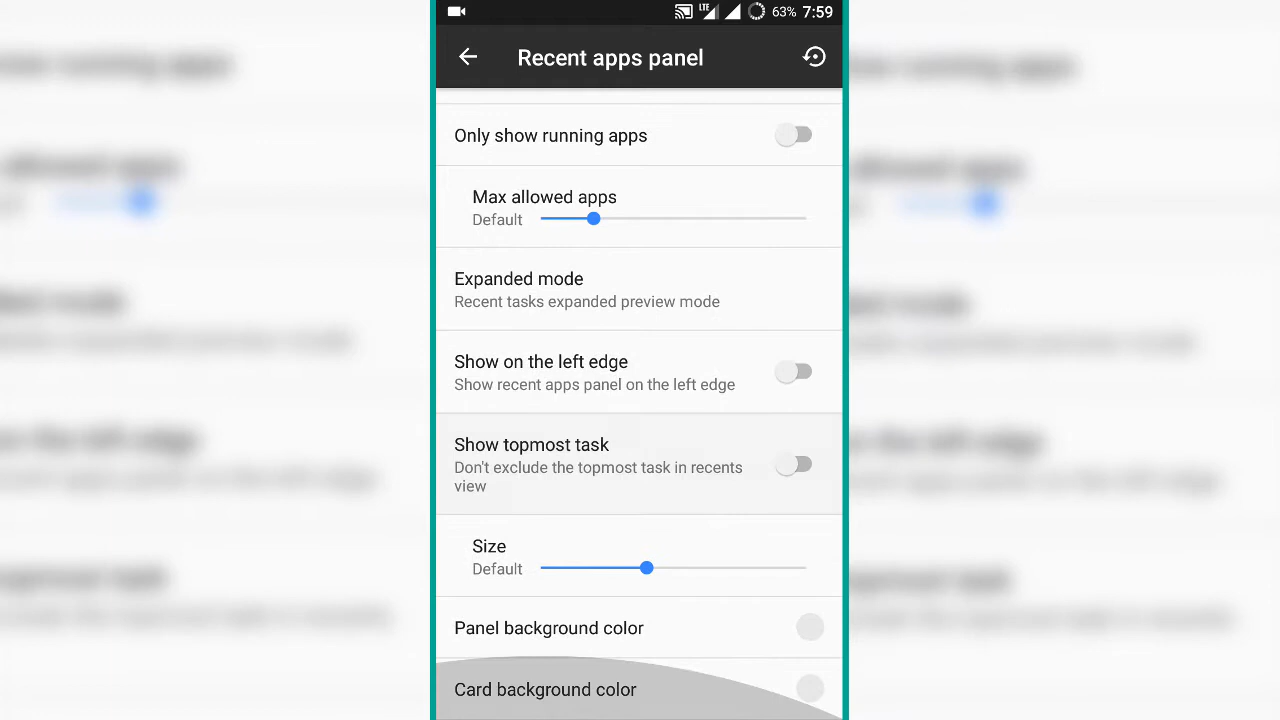 LTE 63% 7:59
Recent apps panel
Only show running apps
Max allowed apps
Default
Expanded mode
Recent tasks expanded preview mode
Show on the left edge
Show recent apps panel on the left edge
Show topmost task
Don't exclude the topmost task in recents
view
Size
Default
Panel background color
Card background color